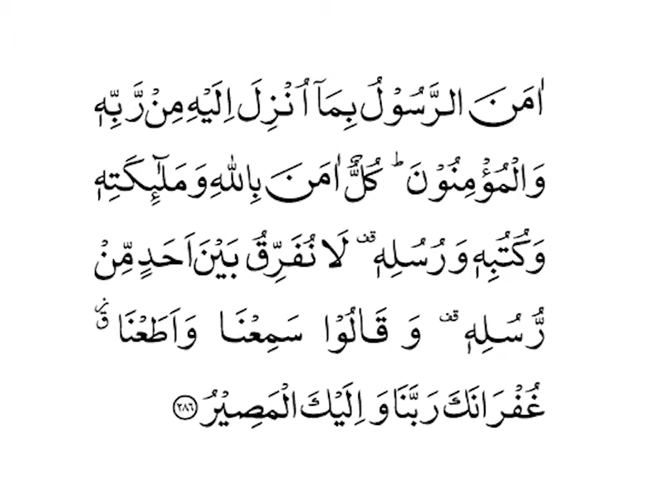 اٰمَنَ الرَّسُوْلُ بِمَاۤ اُنْزِلَ اِلَيْهِ مِنْ رَّبِّهٖ
وَالْمُؤْمِنُوْنَ ؕ كُلٌّ اٰمَنَ بِاللّٰهِ وَمَلٰٓئِكَتِهٖ
وَكُتُبِهٖ وَرُسُلِهٖ ۟ لَا نُفَرِّقُ بَيْنَ اَحَدٍ مِّنْ
رُّسُلِهٖ ۟ وَقَالُوْا سَمِعْنَا وَاَطَعْنَا
غُفْرَانَكَ رَبَّنَا وَاِلَيْكَ الْمَصِيْرُ ﴿٢٨٦﴾